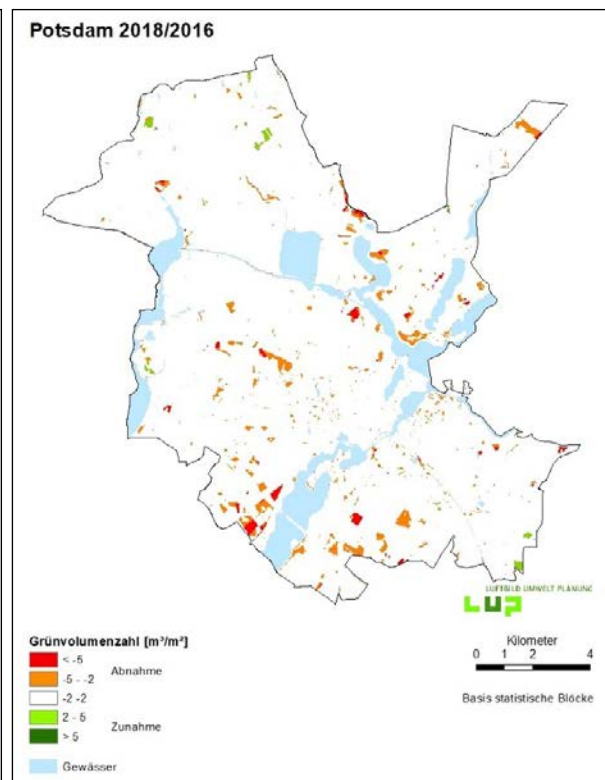 Potsdam 2018/2016
LUFTBILD UMWELT PLANUNG
LUP
Grünvolumenzahl [m³/m²]
< -5
Abnahme
-5 - -2
-2 -2
2 - 5
Zunahme
> 5
Gewässer
Kilometer
0 1 2 4
Basis statistische Blöcke